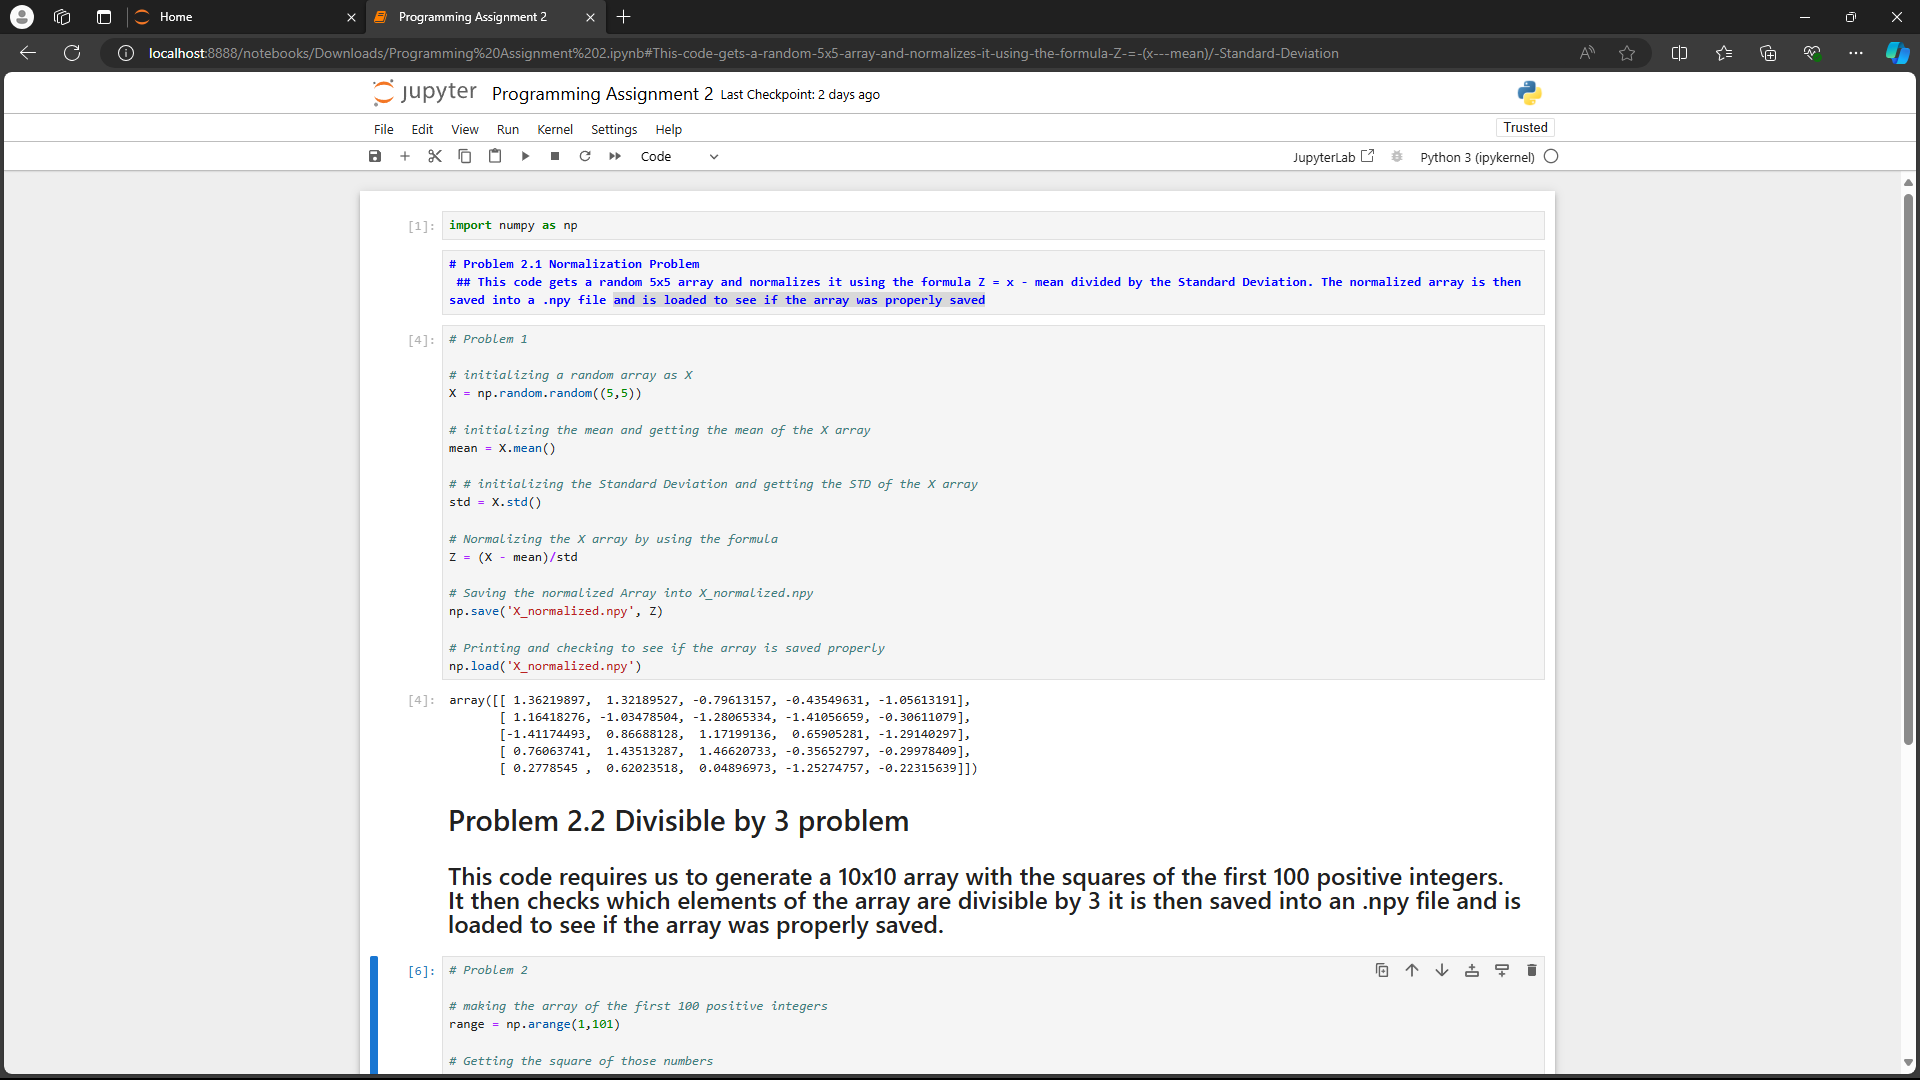 Home
Programming Assignment 2
localhost:8888/notebooks/Downloads/Programming%20Assignment%202.ipynb#This-code-gets-a-random-5x5-array-and-normalizes-it-using-the-formula-Z-=-(x---mean)/-Standard-Deviation
jupyter Programming Assignment 2 Last Checkpoint: 2 days ago
File Edit View Run Kernel Settings Help
Trusted
Code
JupyterLab
Python 3 (ipykernel)
[1]: import numpy as np
# Problem 2.1 Normalization Problem
## This code gets a random 5x5 array and normalizes it using the formula Z = x - mean divided by the Standard Deviation. The normalized array is then
saved into a .npy file and is loaded to see if the array was properly saved
[4]: # Problem 1
# initializing a random array as X
X = np.random.random((5,5))
# initializing the mean and getting the mean of the X array
mean = X.mean()
# # initializing the Standard Deviation and getting the STD of the X array
std = X.std()
# Normalizing the X array by using the formula
Z = (X - mean)/std
# Saving the normalized Array into X_normalized.npy
np.save('X_normalized.npy', Z)
# Printing and checking to see if the array is saved properly
np.load('X_normalized.npy')
[4]: array([[ 1.36219897,  1.32189527, -0.79613157, -0.43549631, -1.05613191],
[ 1.16418276, -1.03478504, -1.28065334, -1.41056659, -0.30611079],
[-1.41174493,  0.86688128,  1.17199136,  0.65905281, -1.29140297],
[ 0.76063741,  1.43513287,  1.46620733, -0.35652797, -0.29978409],
[ 0.2778545 ,  0.62023518,  0.04896973, -1.25274757, -0.22315639]])
Problem 2.2 Divisible by 3 problem
This code requires us to generate a 10x10 array with the squares of the first 100 positive integers.
It then checks which elements of the array are divisible by 3 it is then saved into an .npy file and is
loaded to see if the array was properly saved.
[6]: # Problem 2
# making the array of the first 100 positive integers
range = np.arange(1,101)
# Getting the square of those numbers